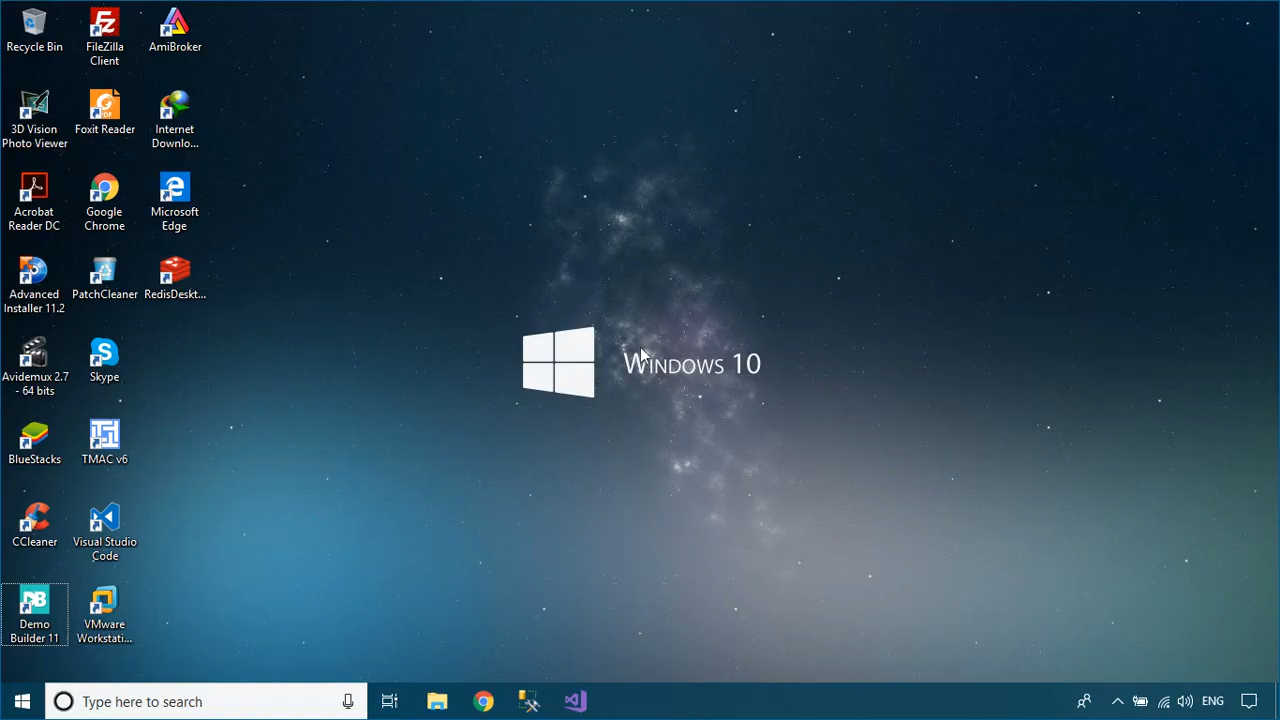 Recycle Bin
FileZilla
Client
AmiBroker
3D Vision
Photo Viewer
Foxit Reader
Internet
Downlo...
Acrobat
Reader DC
Google
Chrome
Microsoft
Edge
Advanced
Installer 11.2
PatchCleaner
RedisDeskt...
Avidemux 2.7
- 64 bits
Skype
BlueStacks
TMAC v6
CCleaner
Visual Studio
Code
Demo
Builder 11
VMware
Workstati...
Windows 10
Type here to search
ENG